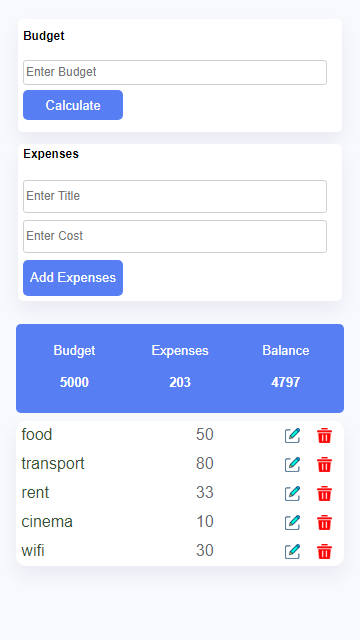 Budget
Enter Budget
Calculate
Expenses
Enter Title
Enter Cost
Add Expenses
Budget Expenses Balance
5000 203 4797
food 50
transport 80
rent 33
cinema 10
wifi 30